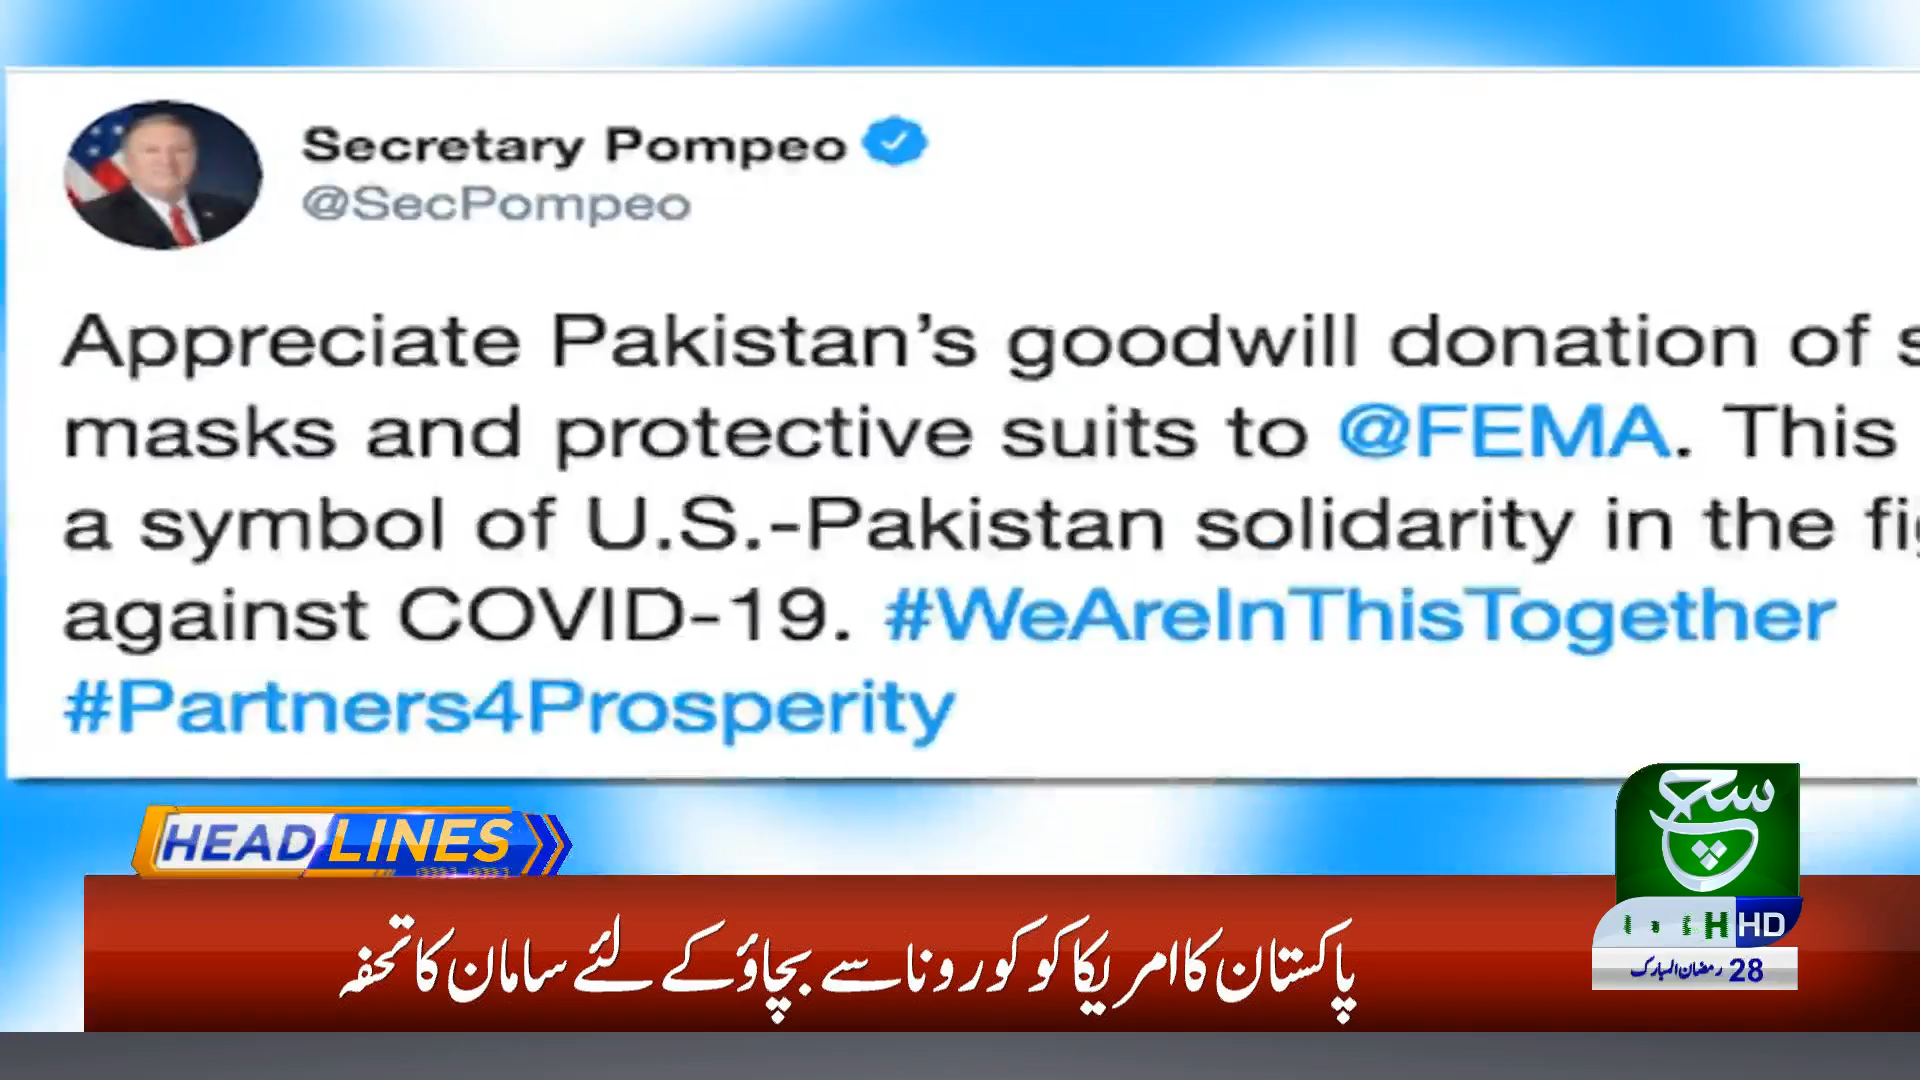 Secretary Pompeo
@SecPompeo
Appreciate Pakistan’s goodwill donation of
masks and protective suits to @FEMA. This
a symbol of U.S.-Pakistan solidarity in the
against COVID-19. #WeAreInThisTogether
#Partners4Prosperity
HEADLINES
سچ
HD
28 رمضان المبارک
پاکستان کا امریکا کو کورونا سے بچاؤ کے لئے سامان کا تحفہ